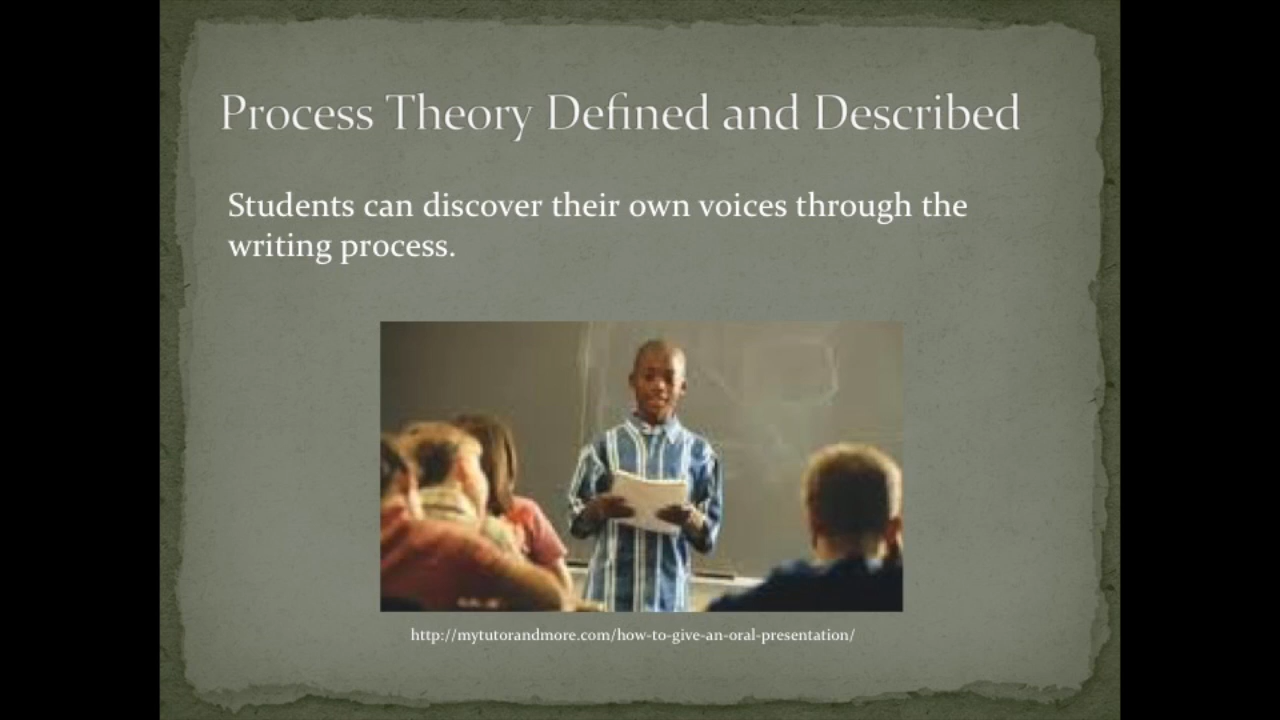 Process Theory Defined and Described
Students can discover their own voices through the
writing process.
http://mytutorandmore.com/how-to-give-an-oral-presentation/